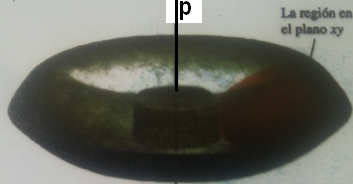 p
La región en
el plano xy